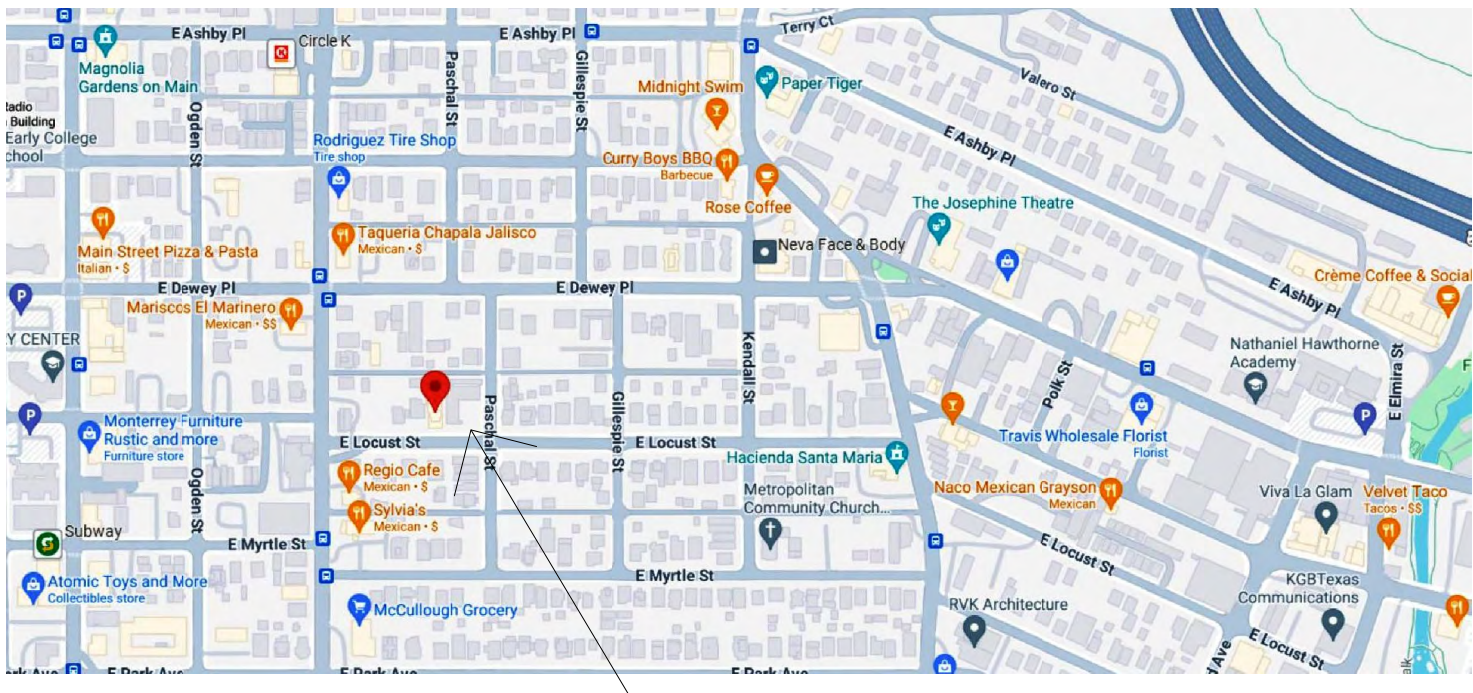 E Ashby Pl
E Ashby Pl
Terry Ct
Circle K
Magnolia
Gardens on Main
Paschal St
Gillespie St
Valero St
Midnight Swim
Paper Tiger
Radio
Building
Early College
chool
Ogden St
Rodriguez Tire Shop
Tire shop
E Ashby Pl
Curry Boys BBQ
Barbecue
Rose Coffee
The Josephine Theatre
Main Street Pizza & Pasta
Italian • $
Taqueria Chapala Jalisco
Mexican • $
Neva Face & Body
Crème Coffee & Social
E Dewey Pl
E Dewey Pl
E Ashby Pl
Mariscos El Marinero
Mexican • $$
P
Y CENTER
Kendall St
Nathaniel Hawthorne
Academy
E Elmira St
F
Polk St
P
P
Monterrey Furniture
Rustic and more
Furniture store
Paschal St
Gillespie St
E Locust St
E Locust St
Travis Wholesale Florist
Florist
Hacienda Santa Maria
Regio Cafe
Mexican • $
Ogden St
Metropolitan
Community Church...
Naco Mexican Grayson
Mexican
Viva La Glam
Velvet Taco
Tacos • $$
Sylvia's
Mexican • $
Subway
E Myrtle St
E Locust St
E Myrtle St
Atomic Toys and More
Collectibles store
McCullough Grocery
RVK Architecture
KGBTexas
Communications
E Locust St
d Ave
alk
rk Ave
E Park Ave
E Park Ave
E Park Ave